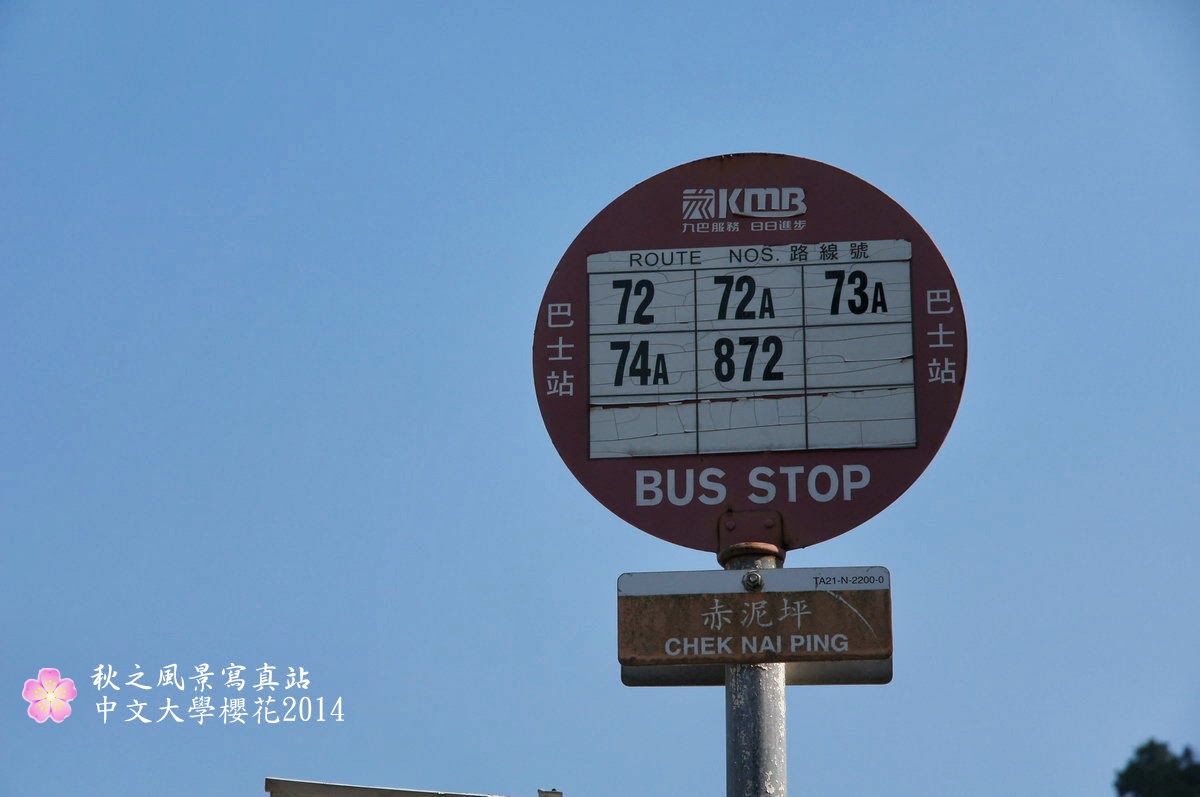 KMB
九巴服務 日日進步
ROUTE NOS. 路線號
72 72A 73A
74A 872
巴士站
巴士站
BUS STOP
TA21-N-2200-0
赤泥坪
CHEK NAI PING
秋之風景寫真站
中文大學櫻花2014